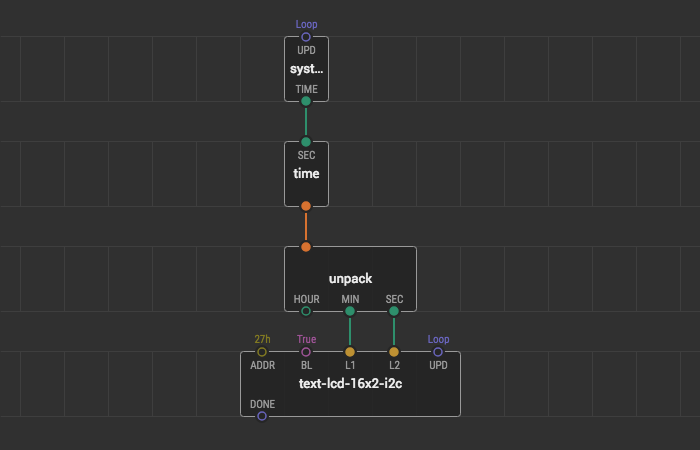 Loop
UPD
syst...
TIME
SEC
time
unpack
HOUR MIN SEC
27h True Loop
ADDR BL L1 L2 UPD
text-lcd-16x2-i2c
DONE